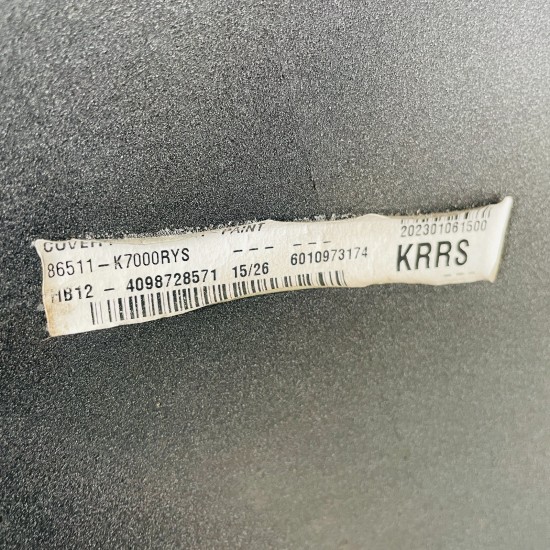 COVER PAINT
202301061500
86511-K7000RYS --- --- 6010973174 KRRS
HB12 - 4098728571 15/26